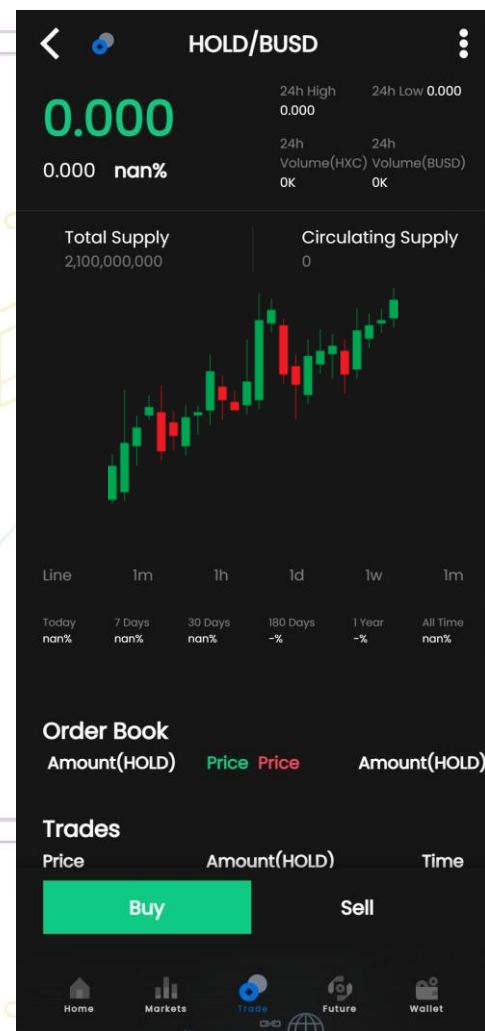 HOLD/BUSD
0.000
0.000 nan%
24h High
0.000
24h Low 0.000
24h
Volume(HXC)
0K
24h
Volume(BUSD)
0K
Total Supply
2,100,000,000
Circulating Supply
0
Line 1m 1h 1d 1w 1m
Today 7 Days 30 Days 180 Days 1 Year All Time
nan% nan% nan% -% -% nan%
Order Book
Amount(HOLD) Price Price Amount(HOLD)
Trades
Price Amount(HOLD) Time
Buy Sell
Home Markets Trade Future Wallet